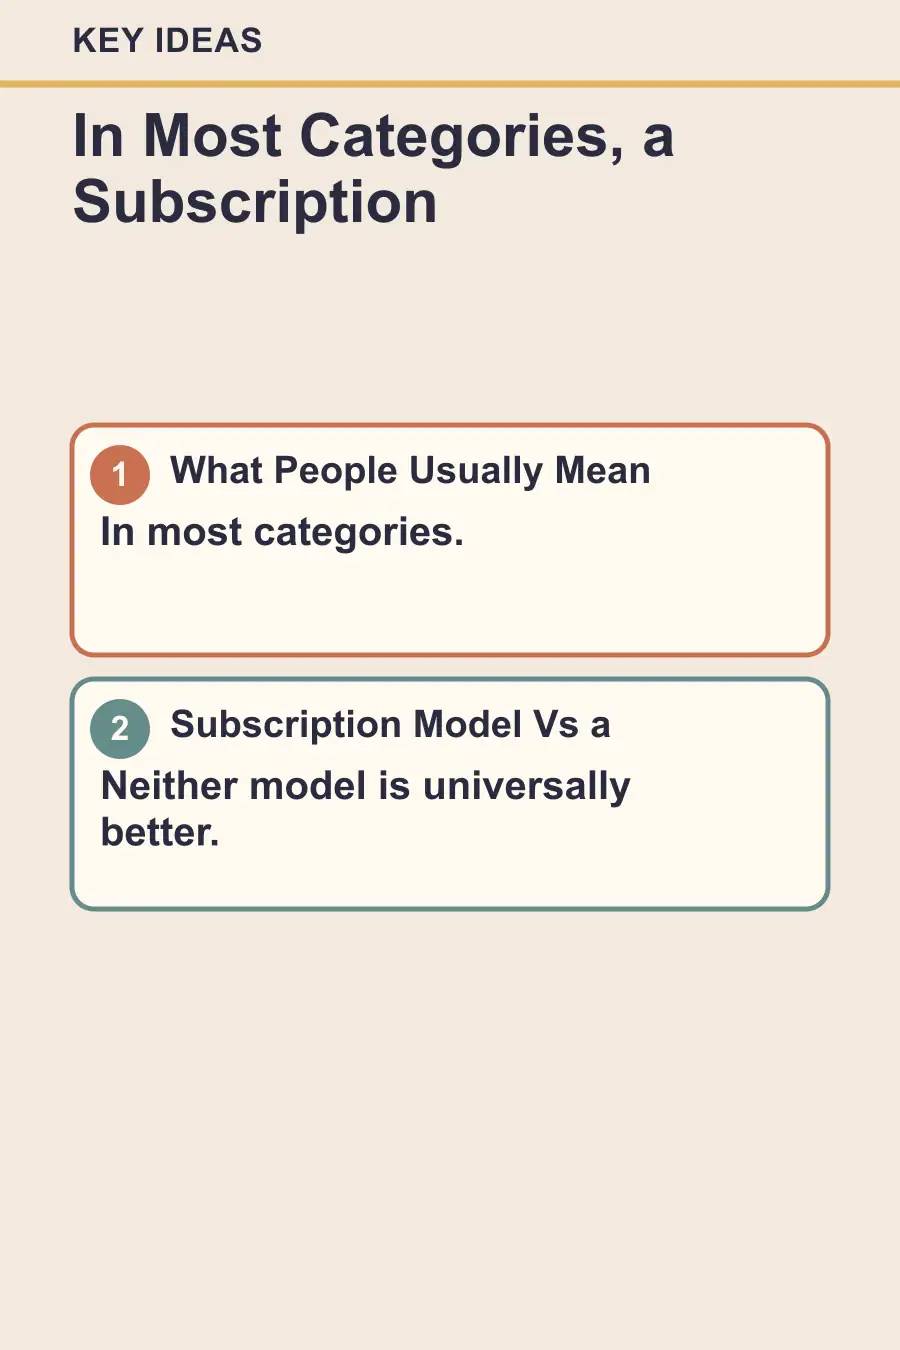 KEY IDEAS
In Most Categories, a
Subscription
1 What People Usually Mean
In most categories.
2 Subscription Model Vs a
Neither model is universally
better.